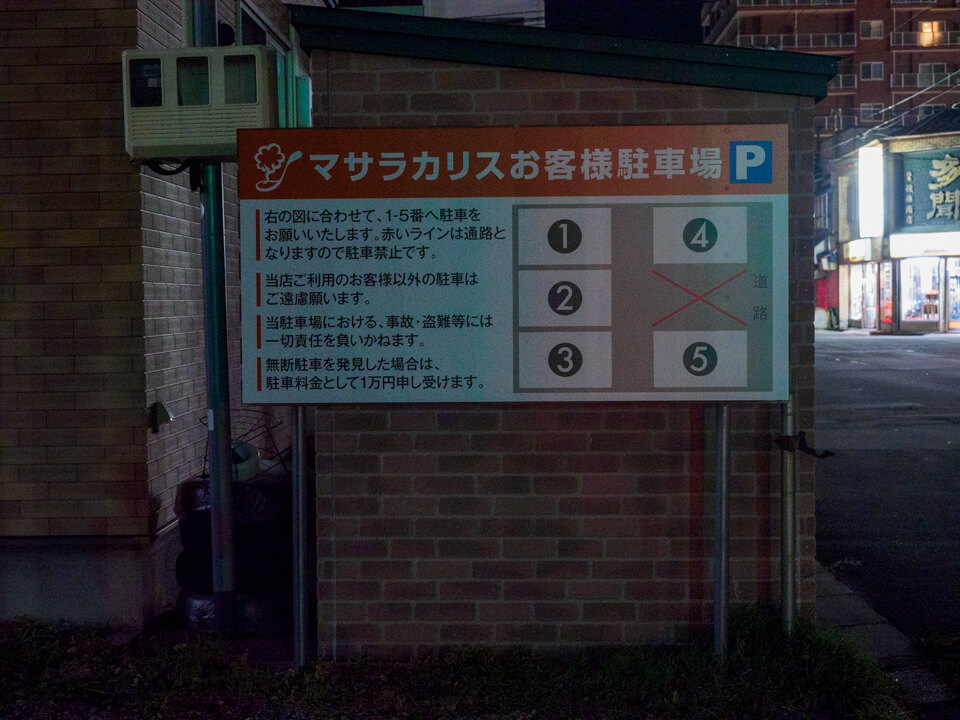 マサラカリスお客様駐車場 P
右の図に合わせて、1-5番へ駐車を
お願いいたします。赤いラインは通路と
なりますので駐車禁止です。
当店ご利用のお客様以外の駐車は
ご遠慮願います。
当駐車場における、事故・盗難等には
一切責任を負いかねます。
無断駐車を発見した場合は、
駐車料金として1万円申し受けます。
1
4
2
道路
3
5